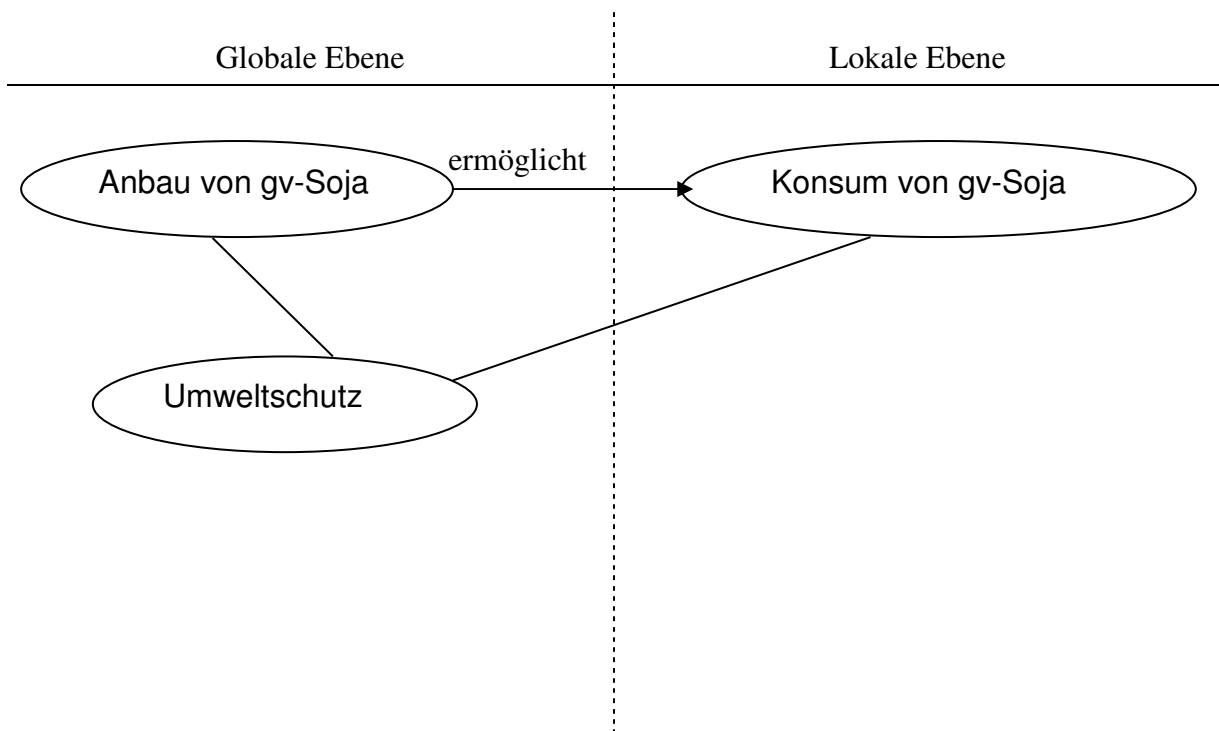 Globale Ebene
Lokale Ebene
Anbau von gv-Soja
ermöglicht
Konsum von gv-Soja
Umweltschutz